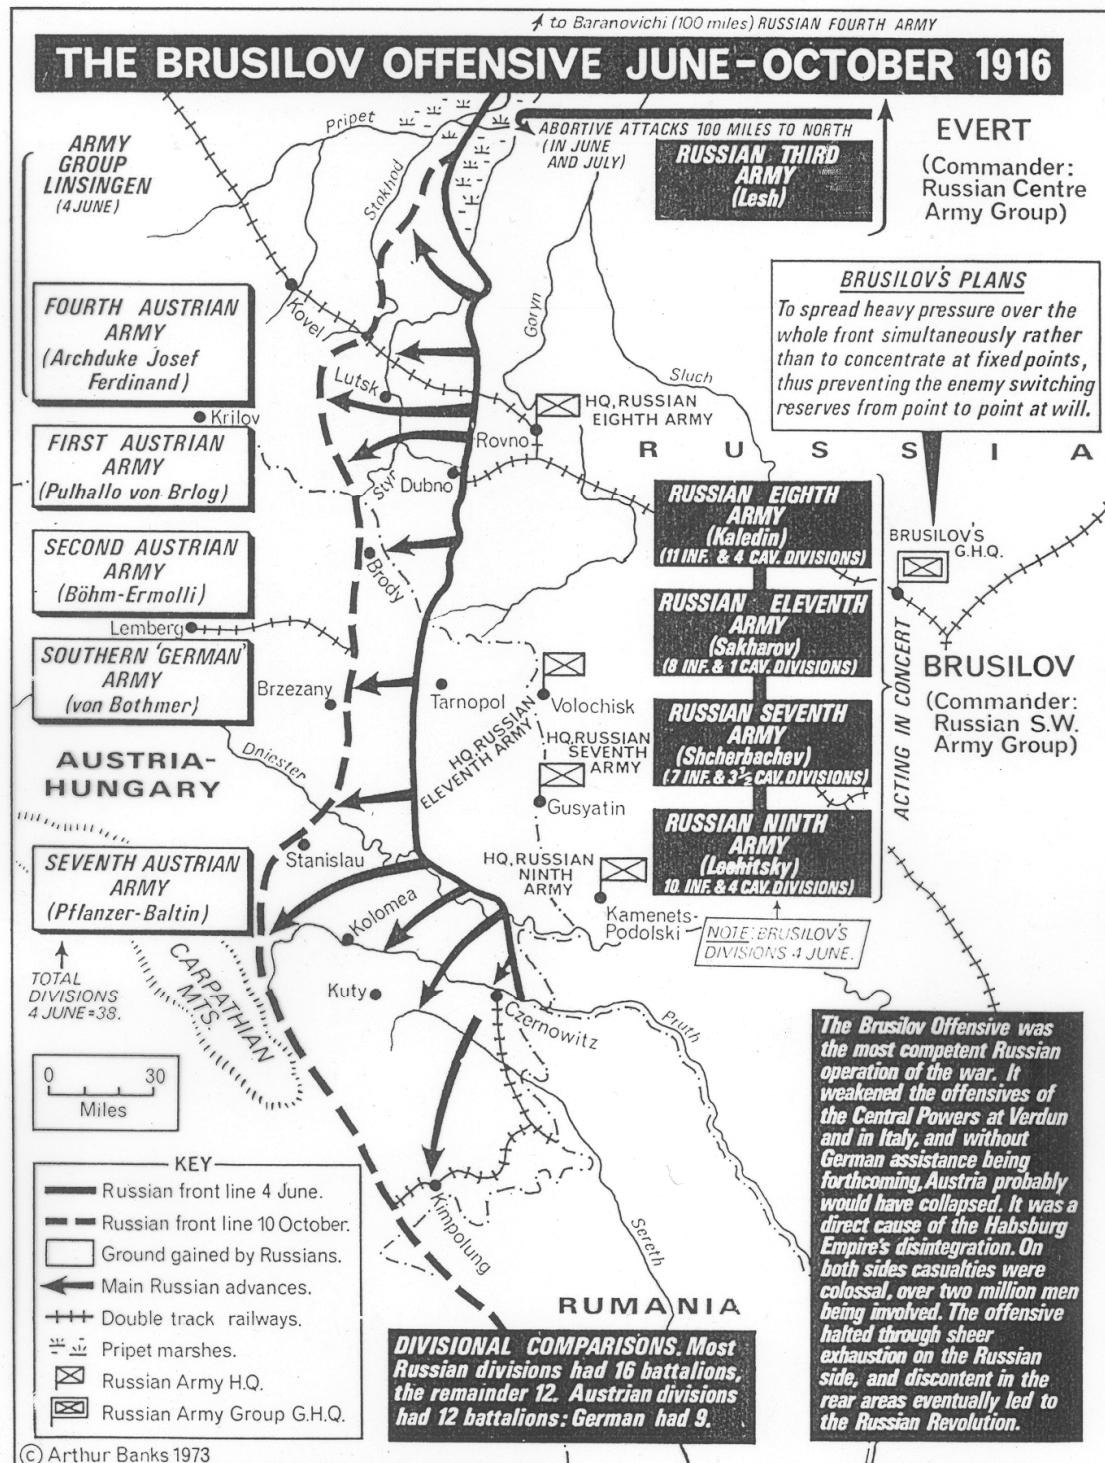 to Baranovichi (100 miles) RUSSIAN FOURTH ARMY
THE BRUSILOV OFFENSIVE JUNE-OCTOBER 1916
ARMY
GROUP
LINSINGEN
(4 JUNE)
Pripet
Stokhod
ABORTIVE ATTACKS 100 MILES TO NORTH
(IN JUNE
AND JULY)
RUSSIAN THIRD
ARMY
(Lesh)
EVERT
(Commander:
Russian Centre
Army Group)
FOURTH AUSTRIAN
ARMY
(Archduke Josef
Ferdinand)
Krilov
FIRST AUSTRIAN
ARMY
(Pulhallo von Brlog)
SECOND AUSTRIAN
ARMY
(Böhm-Ermolli)
Lemberg
SOUTHERN 'GERMAN'
ARMY
(von Bothmer)
AUSTRIA-
HUNGARY
SEVENTH AUSTRIAN
ARMY
(Pflanzer-Baltin)
TOTAL
DIVISIONS
4 JUNE=38.
CARPATHIAN
MTS.
Kovel
Lutsk
Goryn
Sluch
HQ, RUSSIAN
EIGHTH ARMY
Rovno
Dubno
Styr
Brody
Brzezany
Tarnopol
HQ, RUSSIAN
ELEVENTH ARMY
Volochisk
HQ, RUSSIAN
SEVENTH
ARMY
Gusyatin
Dniester
Stanislau
HQ, RUSSIAN
NINTH
ARMY
Kamenets-
Podolski
Kolomea
Kuty
Czernowitz
Pruth
Kimpolung
Sereth
RUMANIA
BRUSILOV'S PLANS
To spread heavy pressure over the
whole front simultaneously rather
than to concentrate at fixed points,
thus preventing the enemy switching
reserves from point to point at will.
RUSSIA
RUSSIAN EIGHTH
ARMY
(Kaledin)
(11 INF. & 4 CAV. DIVISIONS)
RUSSIAN ELEVENTH
ARMY
(Sakharov)
(8 INF. & 1 CAV. DIVISIONS)
RUSSIAN SEVENTH
ARMY
(Shcherbachev)
(7 INF. & 3½ CAV. DIVISIONS)
RUSSIAN NINTH
ARMY
(Lechitsky)
10 INF. & 4 CAV. DIVISIONS)
ACTING IN CONCERT
BRUSILOV'S
G.H.Q.
BRUSILOV
(Commander:
Russian S.W.
Army Group)
NOTE: BRUSILOV'S
DIVISIONS 4 JUNE.
0 30
Miles
KEY
Russian front line 4 June.
Russian front line 10 October.
Ground gained by Russians.
Main Russian advances.
Double track railways.
Pripet marshes.
Russian Army H.Q.
Russian Army Group G.H.Q.
© Arthur Banks 1973
DIVISIONAL COMPARISONS. Most
Russian divisions had 16 battalions,
the remainder 12. Austrian divisions
had 12 battalions: German had 9.
The Brusilov Offensive was
the most competent Russian
operation of the war. It
weakened the offensives of
the Central Powers at Verdun
and in Italy, and without
German assistance being
forthcoming, Austria probably
would have collapsed. It was a
direct cause of the Habsburg
Empire's disintegration. On
both sides casualties were
colossal, over two million men
being involved. The offensive
halted through sheer
exhaustion on the Russian
side, and discontent in the
rear areas eventually led to
the Russian Revolution.